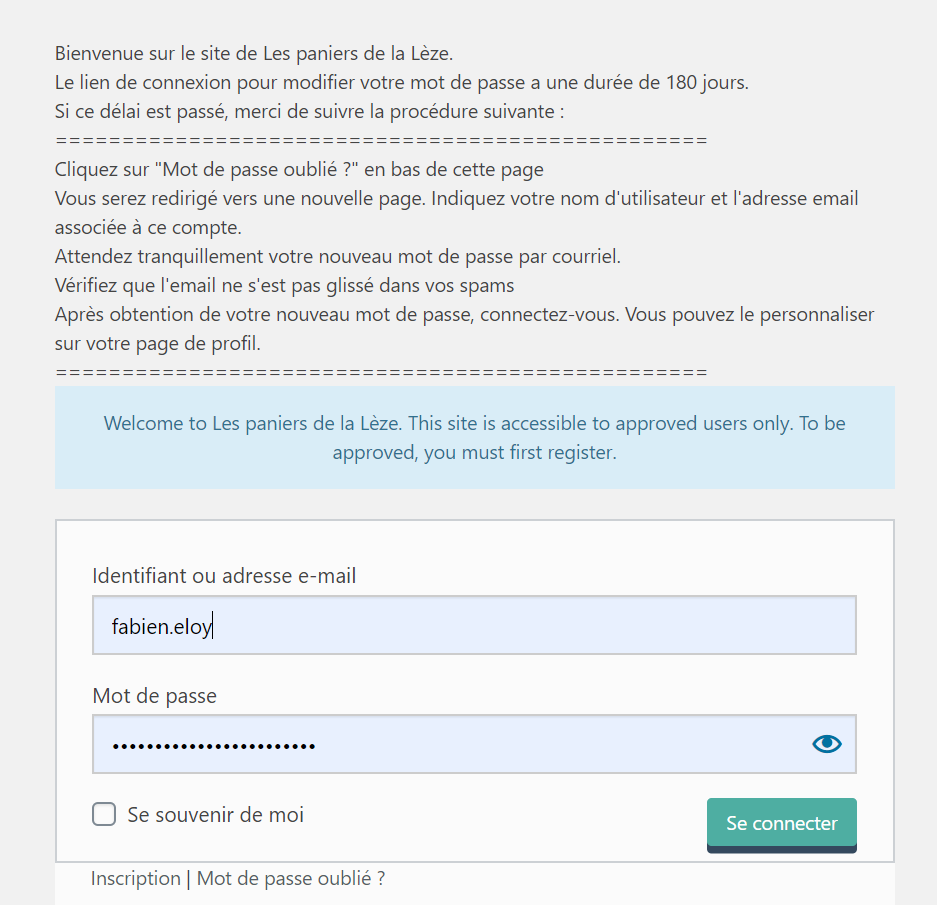 Bienvenue sur le site de Les paniers de la Lèze.
Le lien de connexion pour modifier votre mot de passe a une durée de 180 jours.
Si ce délai est passé, merci de suivre la procédure suivante :
=================================================
Cliquez sur "Mot de passe oublié ?" en bas de cette page
Vous serez redirigé vers une nouvelle page. Indiquez votre nom d'utilisateur et l'adresse email
associée à ce compte.
Attendez tranquillement votre nouveau mot de passe par courriel.
Vérifiez que l'email ne s'est pas glissé dans vos spams
Après obtention de votre nouveau mot de passe, connectez-vous. Vous pouvez le personnaliser
sur votre page de profil.
=================================================
Welcome to Les paniers de la Lèze. This site is accessible to approved users only. To be
approved, you must first register.
Identifiant ou adresse e-mail
fabien.eloy
Mot de passe
••••••••••••••••••••••••
Se souvenir de moi
Se connecter
Inscription | Mot de passe oublié ?